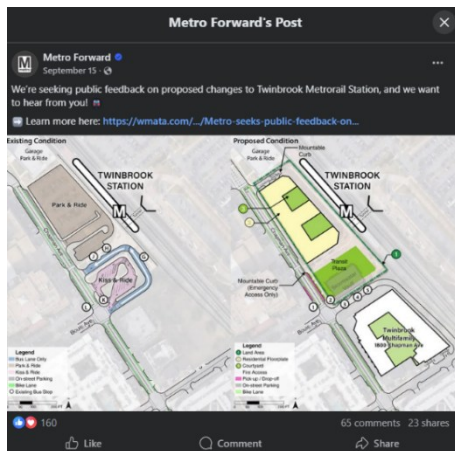 Metro Forward's Post
Metro Forward
September 15
We're seeking public feedback on proposed changes to Twinbrook Metrorail Station, and we want
to hear from you!
Learn more here: https://wmata.com/.../Metro-seeks-public-feedback-on...
Existing Condition
Garage
Park & Ride
TWINBROOK
STATION
M
Park & Ride
Kiss & Ride
Legend
Bus Lane Only
Park & Ride
Kiss & Ride
On-street Parking
Bike Lane
Existing Bus Stop
Proposed Condition
Garage
Park & Ride
Mountable
Curb
TWINBROOK
STATION
M
Transit
Plaza
Mountable Curb
(Emergency
Access Only)
Twinbrook
Multifamily
Legend
Land Area
Residential Floorplate
Courtyard
Fire Access
Pick up / Drop-off
On-street Parking
Bike Lane
160
65 comments 23 shares
Like
Comment
Share